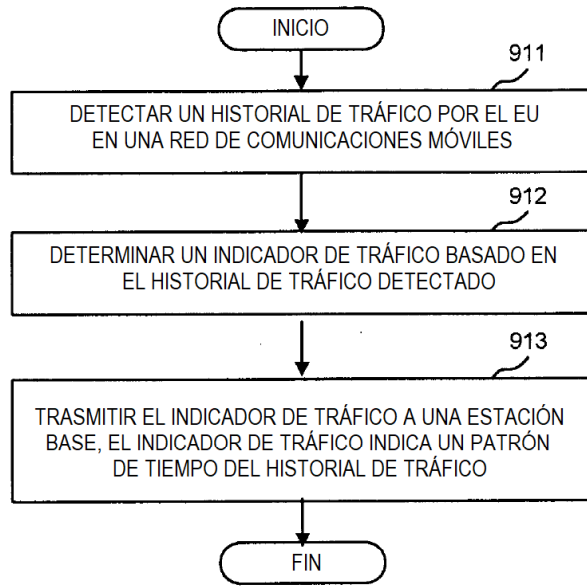 INICIO
911
DETECTAR UN HISTORIAL DE TRÁFICO POR EL EU
EN UNA RED DE COMUNICACIONES MÓVILES
912
DETERMINAR UN INDICADOR DE TRÁFICO BASADO EN
EL HISTORIAL DE TRÁFICO DETECTADO
913
TRASMITIR EL INDICADOR DE TRÁFICO A UNA ESTACIÓN
BASE, EL INDICADOR DE TRÁFICO INDICA UN PATRÓN
DE TIEMPO DEL HISTORIAL DE TRÁFICO
FIN